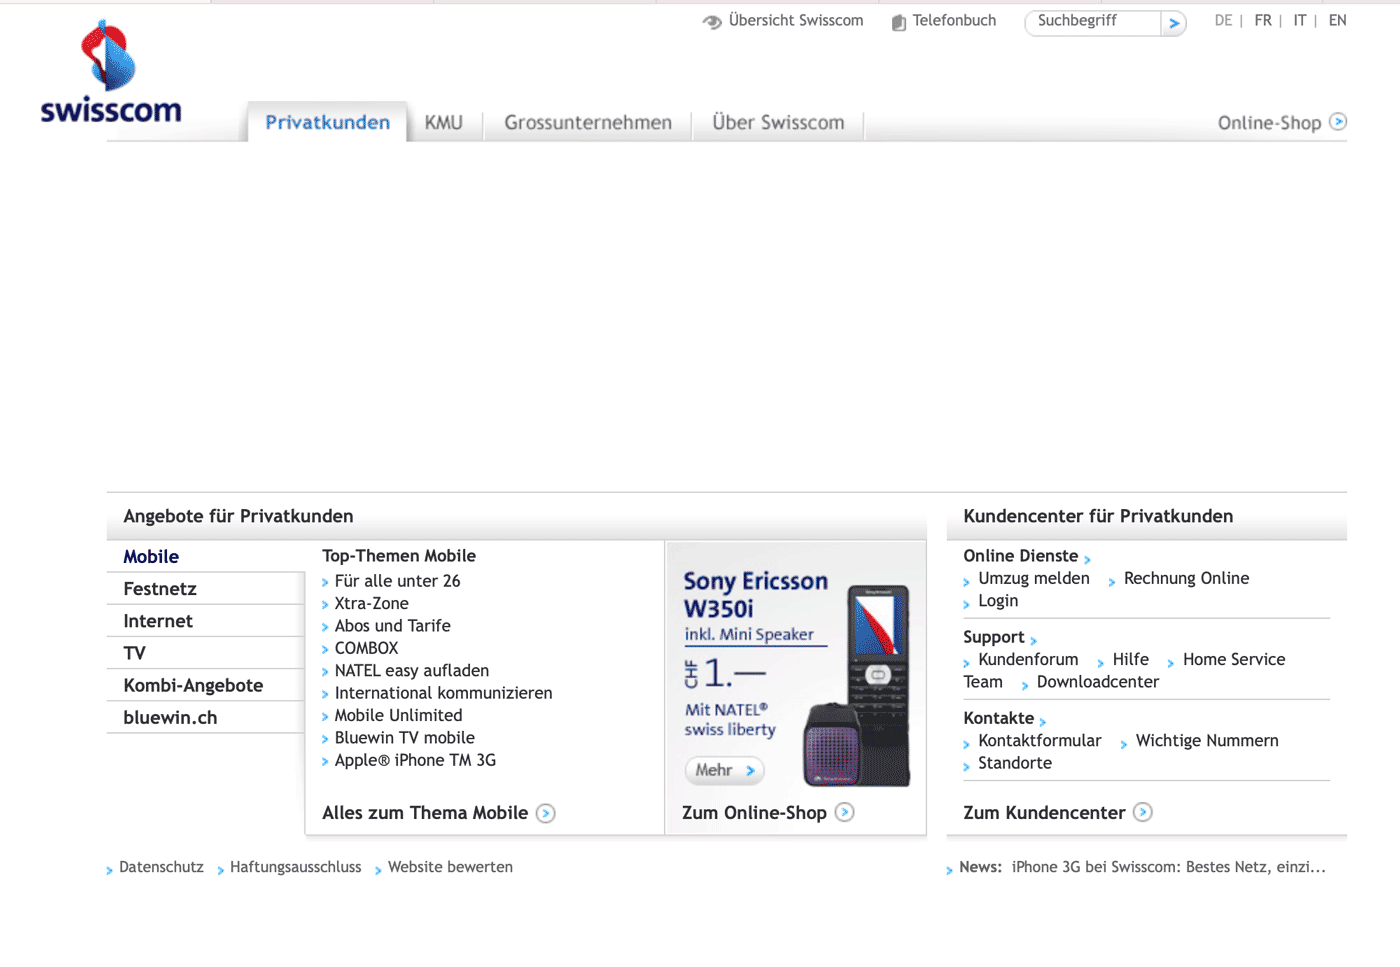 Übersicht Swisscom Telefonbuch Suchbegriff DE | FR | IT | EN
swisscom
Privatkunden KMU Grossunternehmen Über Swisscom Online-Shop
Angebote für Privatkunden
Mobile
Festnetz
Internet
TV
Kombi-Angebote
bluewin.ch
Top-Themen Mobile
Für alle unter 26
Xtra-Zone
Abos und Tarife
COMBOX
NATEL easy aufladen
International kommunizieren
Mobile Unlimited
Bluewin TV mobile
Apple® iPhone TM 3G
Alles zum Thema Mobile
Sony Ericsson
W350i
inkl. Mini Speaker
CHF 1.—
Mit NATEL®
swiss liberty
Mehr
Zum Online-Shop
Kundencenter für Privatkunden
Online Dienste
Umzug melden Rechnung Online
Login
Support
Kundenforum Hilfe Home Service
Team Downloadcenter
Kontakte
Kontaktformular Wichtige Nummern
Standorte
Zum Kundencenter
Datenschutz Haftungsausschluss Website bewerten
News: iPhone 3G bei Swisscom: Bestes Netz, einzi...